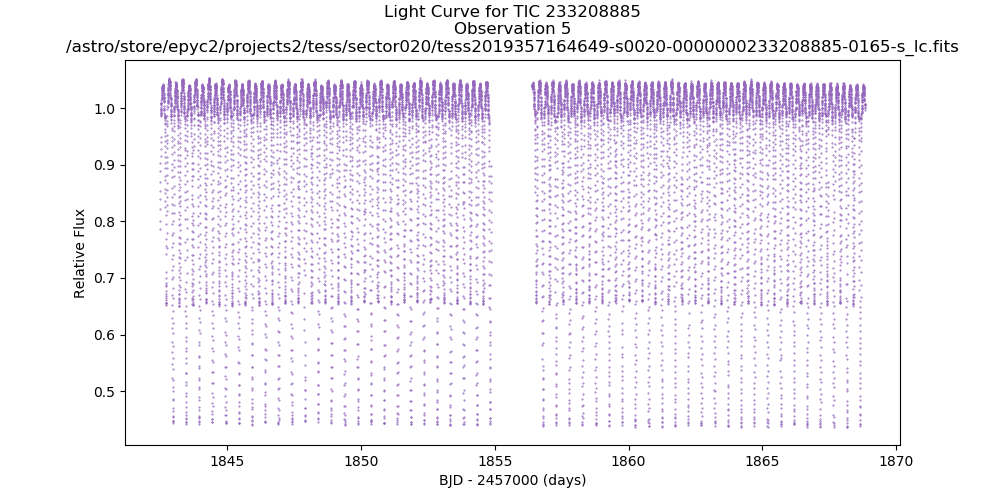 Light Curve for TIC 233208885
Observation 5
/astro/store/epyc2/projects2/tess/sector020/tess2019357164649-s0020-0000000233208885-0165-s_lc.fits
1.0
0.9
0.8
0.7
0.6
0.5
Relative Flux
1845 1850 1855 1860 1865 1870
BJD - 2457000 (days)